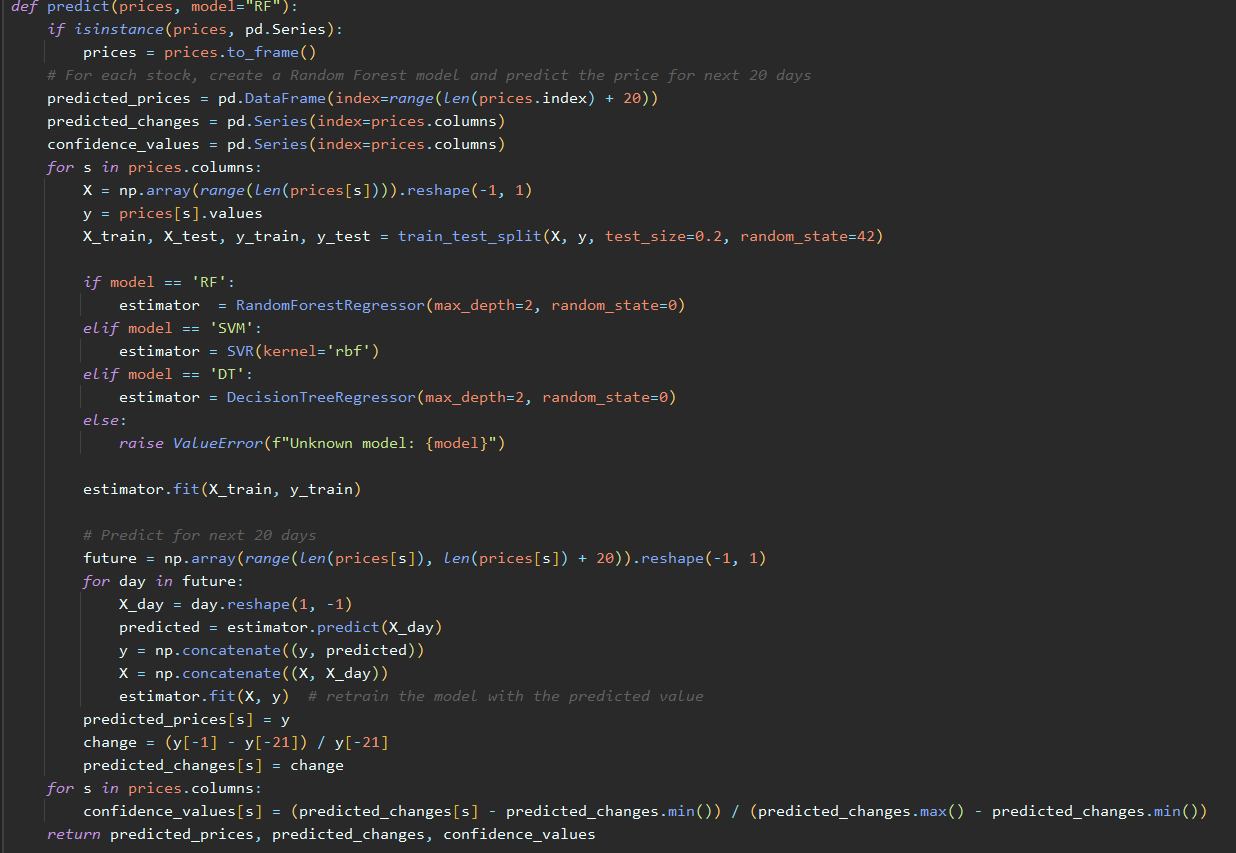 def predict(prices, model="RF"):
    if isinstance(prices, pd.Series):
        prices = prices.to_frame()
    # For each stock, create a Random Forest model and predict the price for next 20 days
    predicted_prices = pd.DataFrame(index=range(len(prices.index) + 20))
    predicted_changes = pd.Series(index=prices.columns)
    confidence_values = pd.Series(index=prices.columns)
    for s in prices.columns:
        X = np.array(range(len(prices[s]))).reshape(-1, 1)
        y = prices[s].values
        X_train, X_test, y_train, y_test = train_test_split(X, y, test_size=0.2, random_state=42)

        if model == 'RF':
            estimator  = RandomForestRegressor(max_depth=2, random_state=0)
        elif model == 'SVM':
            estimator = SVR(kernel='rbf')
        elif model == 'DT':
            estimator = DecisionTreeRegressor(max_depth=2, random_state=0)
        else:
            raise ValueError(f"Unknown model: {model}")

        estimator.fit(X_train, y_train)

        # Predict for next 20 days
        future = np.array(range(len(prices[s]), len(prices[s]) + 20)).reshape(-1, 1)
        for day in future:
            X_day = day.reshape(1, -1)
            predicted = estimator.predict(X_day)
            y = np.concatenate((y, predicted))
            X = np.concatenate((X, X_day))
            estimator.fit(X, y)  # retrain the model with the predicted value
        predicted_prices[s] = y
        change = (y[-1] - y[-21]) / y[-21]
        predicted_changes[s] = change
    for s in prices.columns:
        confidence_values[s] = (predicted_changes[s] - predicted_changes.min()) / (predicted_changes.max() - predicted_changes.min())
    return predicted_prices, predicted_changes, confidence_values